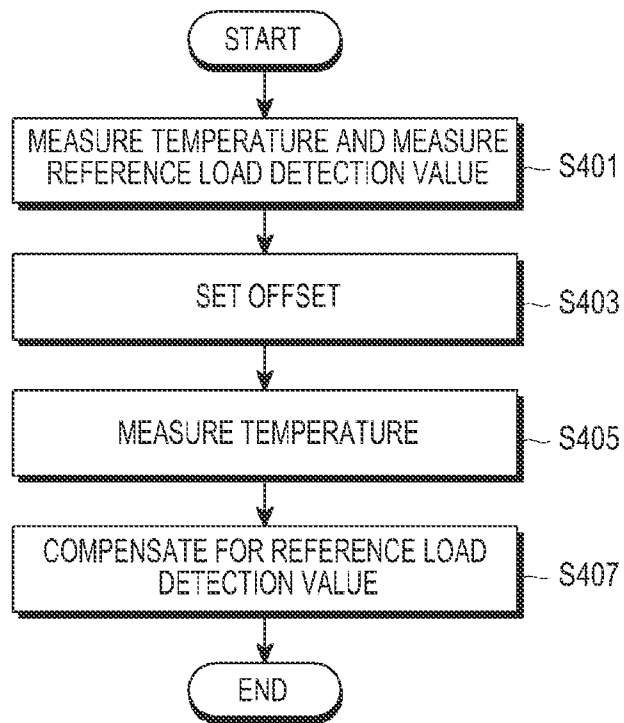 START
MEASURE TEMPERATURE AND MEASURE
REFERENCE LOAD DETECTION VALUE
S401
SET OFFSET
S403
MEASURE TEMPERATURE
S405
COMPENSATE FOR REFERENCE LOAD
DETECTION VALUE
S407
END